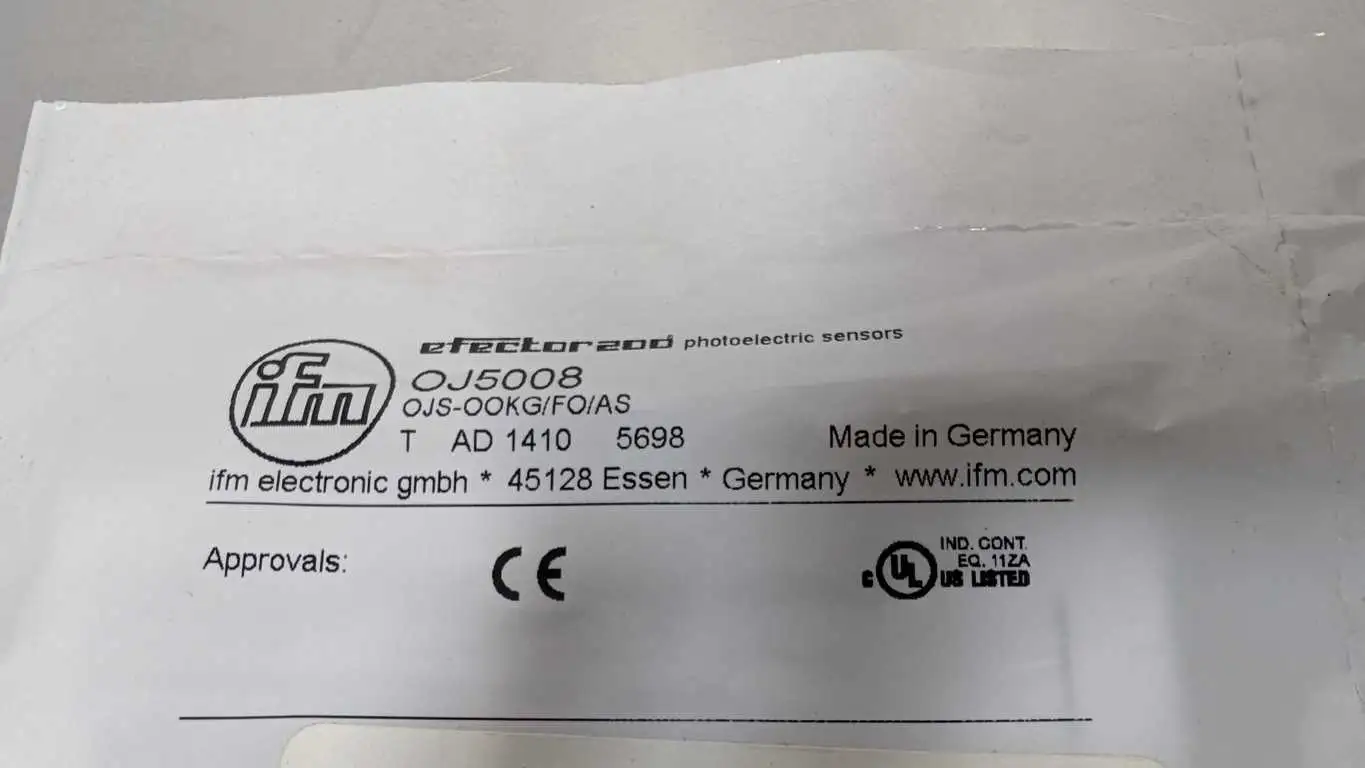 efector200 photoelectric sensors
ifm
OJ5008
OJS-OOKG/FO/AS
T AD 1410 5698 Made in Germany
ifm electronic gmbh * 45128 Essen * Germany * www.ifm.com
Approvals:
CE
C UL US LISTED
IND. CONT.
EQ. 11ZA